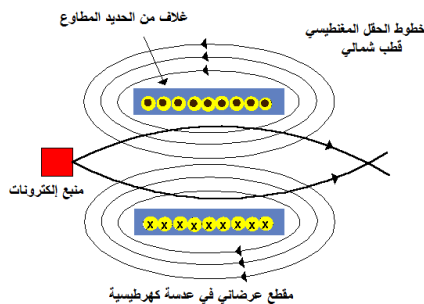 غلاف من الحديد المطاوع
خطوط الحقل المغنطيسي
قطب شمالي
منبع إلكترونات
x x x x x x x x x
مقطع عرضاني في عدسة كهرطيسية